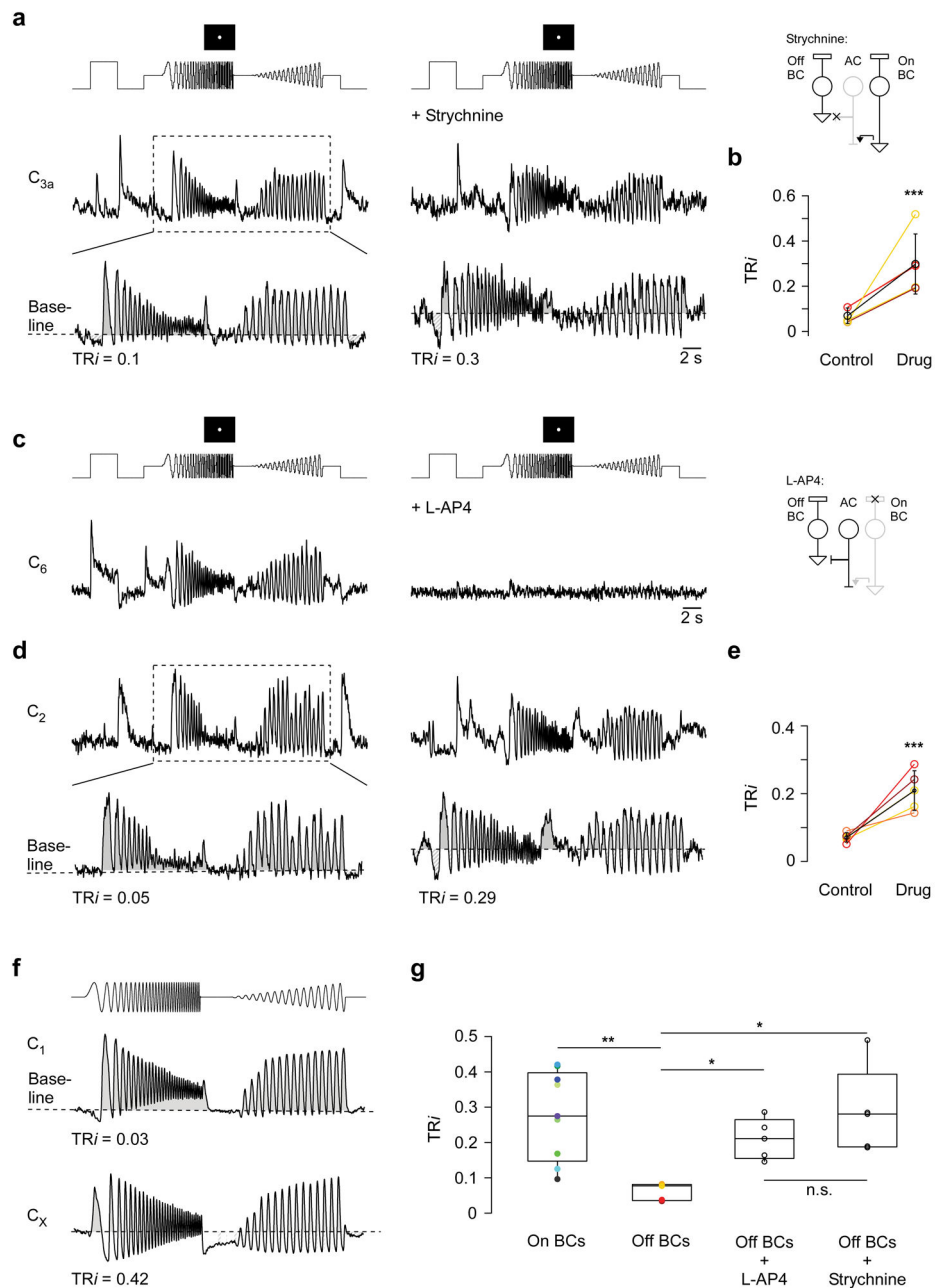 a
+ Strychnine
C3a
Base-
line
TRi = 0.1
TRi = 0.3
2 s
Strychnine:
Off
BC
AC
On
BC
b
TRi
0.6
0.4
0.2
0
***
Control
Drug
c
+ L-AP4
C6
2 s
L-AP4:
Off
BC
AC
On
BC
d
C2
Base-
line
TRi = 0.05
TRi = 0.29
e
TRi
0.4
0.2
0
***
Control
Drug
f
C1
Base-
line
TRi = 0.03
CX
TRi = 0.42
g
TRi
0.5
0.4
0.3
0.2
0.1
0
**
*
*
n.s.
On BCs
Off BCs
Off BCs
+
L-AP4
Off BCs
+
Strychnine